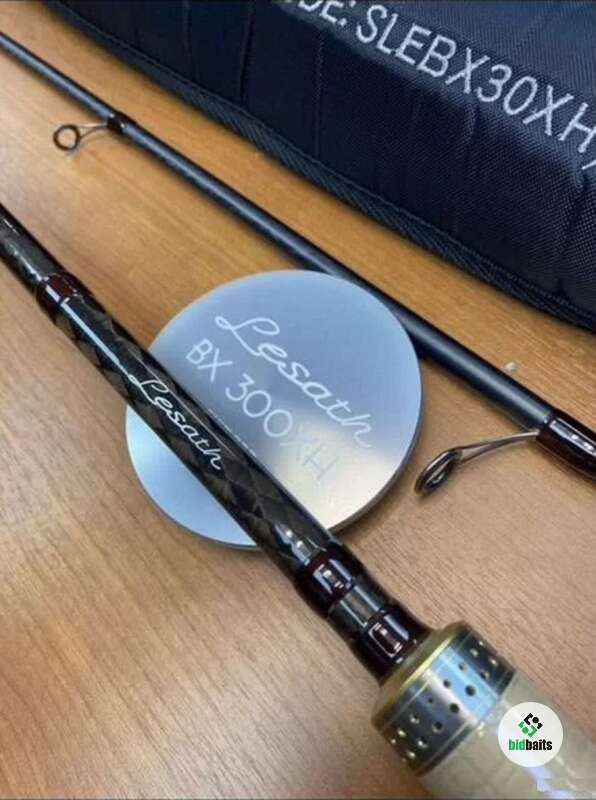 DE: SLEBX30XH
Lesath
BX 300XH
Lesath
bidbaits